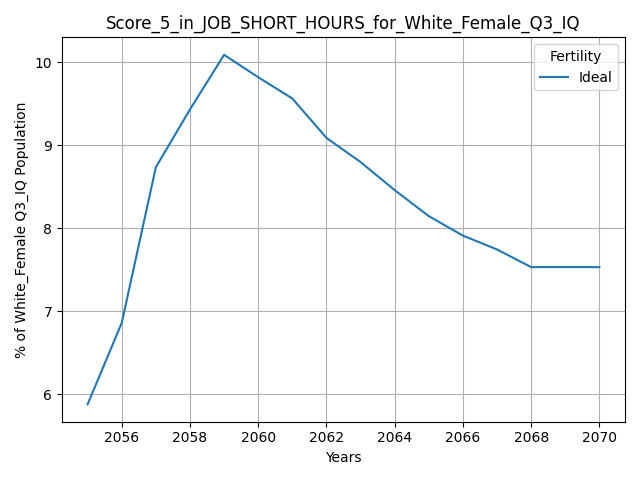 Score_5_in_JOB_SHORT_HOURS_for_White_Female_Q3_IQ
% of White_Female Q3_IQ Population
10
9
8
7
6
Fertility
Ideal
2056 2058 2060 2062 2064 2066 2068 2070
Years